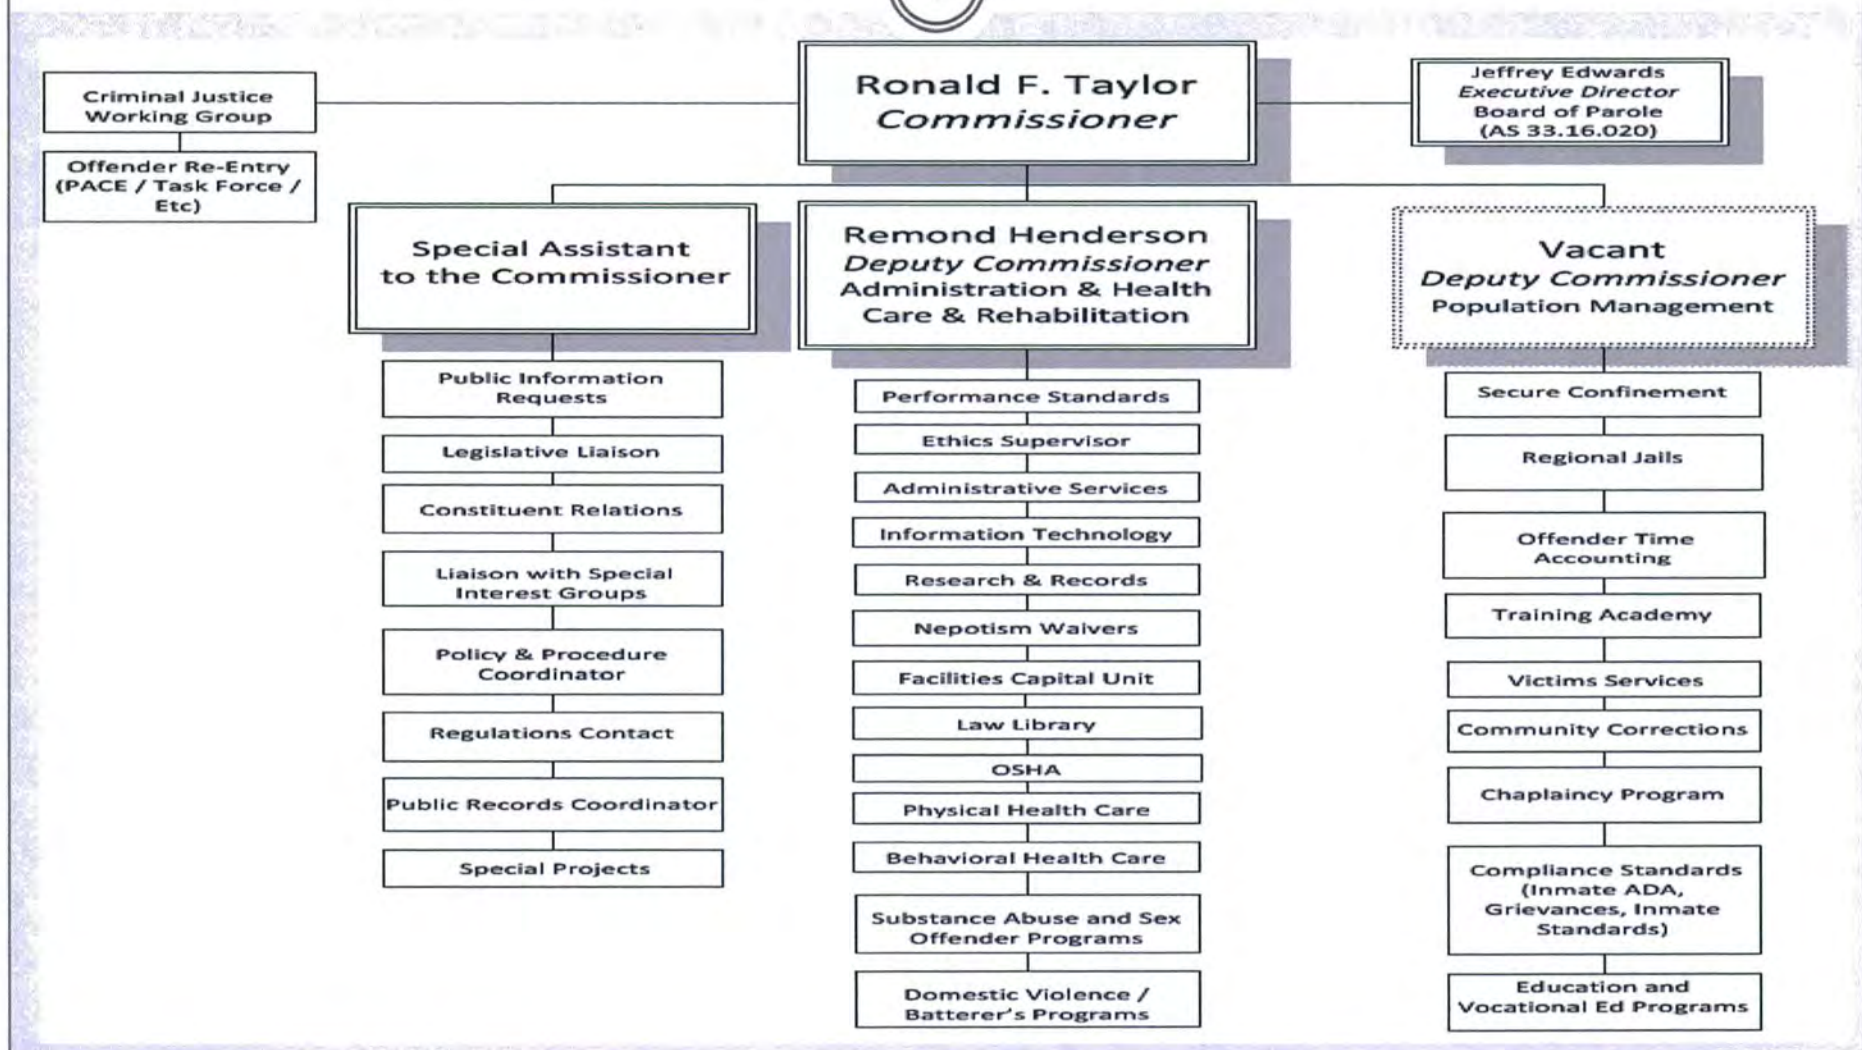 Ronald F. Taylor
Commissioner
Criminal Justice
Working Group
Offender Re-Entry
(PACE / Task Force /
Etc)
Jeffrey Edwards
Executive Director
Board of Parole
(AS 33.16.020)
Special Assistant
to the Commissioner
Public Information
Requests
Legislative Liaison
Constituent Relations
Liaison with Special
Interest Groups
Policy & Procedure
Coordinator
Regulations Contact
Public Records Coordinator
Special Projects
Remond Henderson
Deputy Commissioner
Administration & Health
Care & Rehabilitation
Performance Standards
Ethics Supervisor
Administrative Services
Information Technology
Research & Records
Nepotism Waivers
Facilities Capital Unit
Law Library
OSHA
Physical Health Care
Behavioral Health Care
Substance Abuse and Sex
Offender Programs
Domestic Violence /
Batterer's Programs
Vacant
Deputy Commissioner
Population Management
Secure Confinement
Regional Jails
Offender Time
Accounting
Training Academy
Victims Services
Community Corrections
Chaplaincy Program
Compliance Standards
(Inmate ADA,
Grievances, Inmate
Standards)
Education and
Vocational Ed Programs